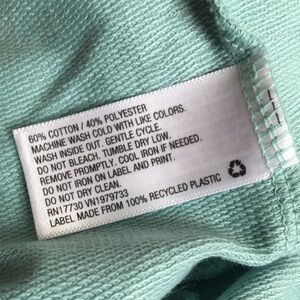 60% COTTON / 40% POLYESTER
MACHINE WASH COLD WITH LIKE COLORS.
WASH INSIDE OUT. GENTLE CYCLE.
DO NOT BLEACH. TUMBLE DRY LOW.
REMOVE PROMPTLY. COOL IRON IF NEEDED.
DO NOT IRON ON LABEL AND PRINT.
DO NOT DRY CLEAN.
RN17730 VN1979733
LABEL MADE FROM 100% RECYCLED PLASTIC